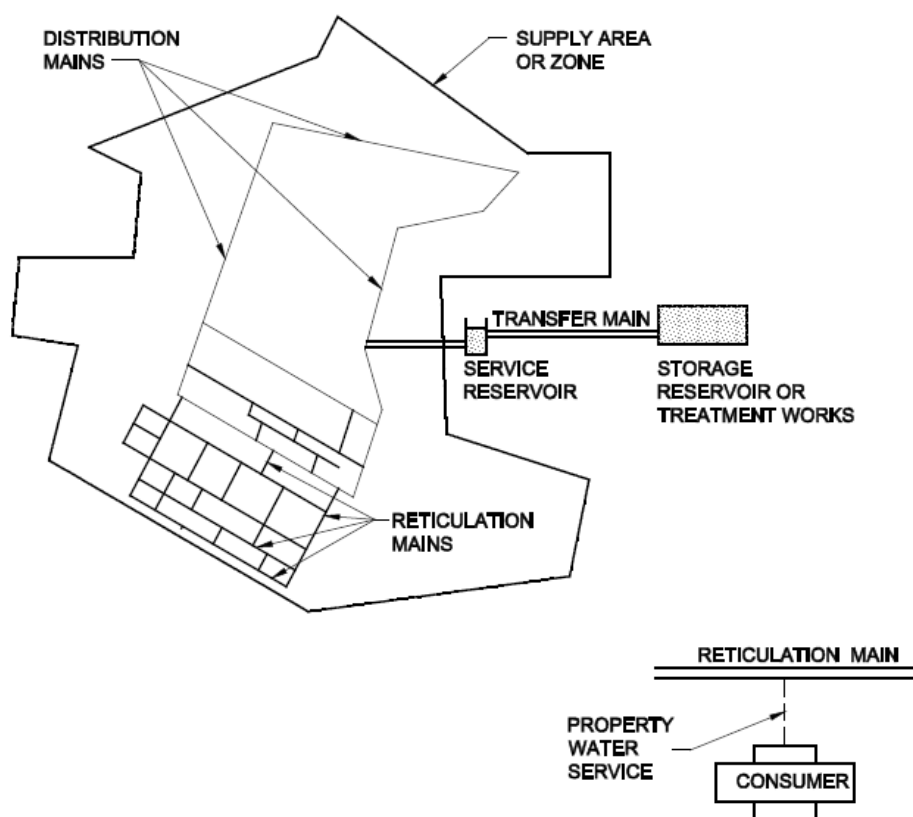 DISTRIBUTION
MAINS
SUPPLY AREA
OR ZONE
TRANSFER MAIN
SERVICE
RESERVOIR
STORAGE
RESERVOIR OR
TREATMENT WORKS
RETICULATION
MAINS
RETICULATION MAIN
PROPERTY
WATER
SERVICE
CONSUMER